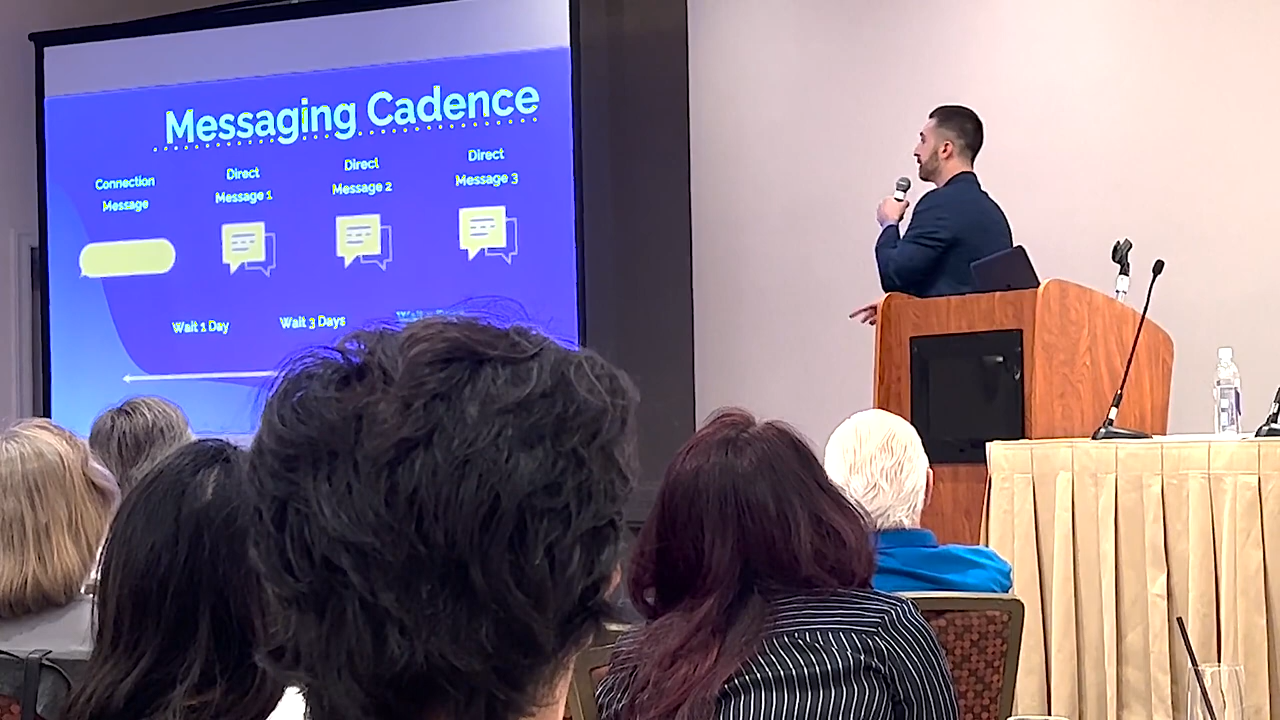 Messaging Cadence
Connection
Message
Direct
Message 1
Direct
Message 2
Direct
Message 3
Wait 1 Day
Wait 3 Days